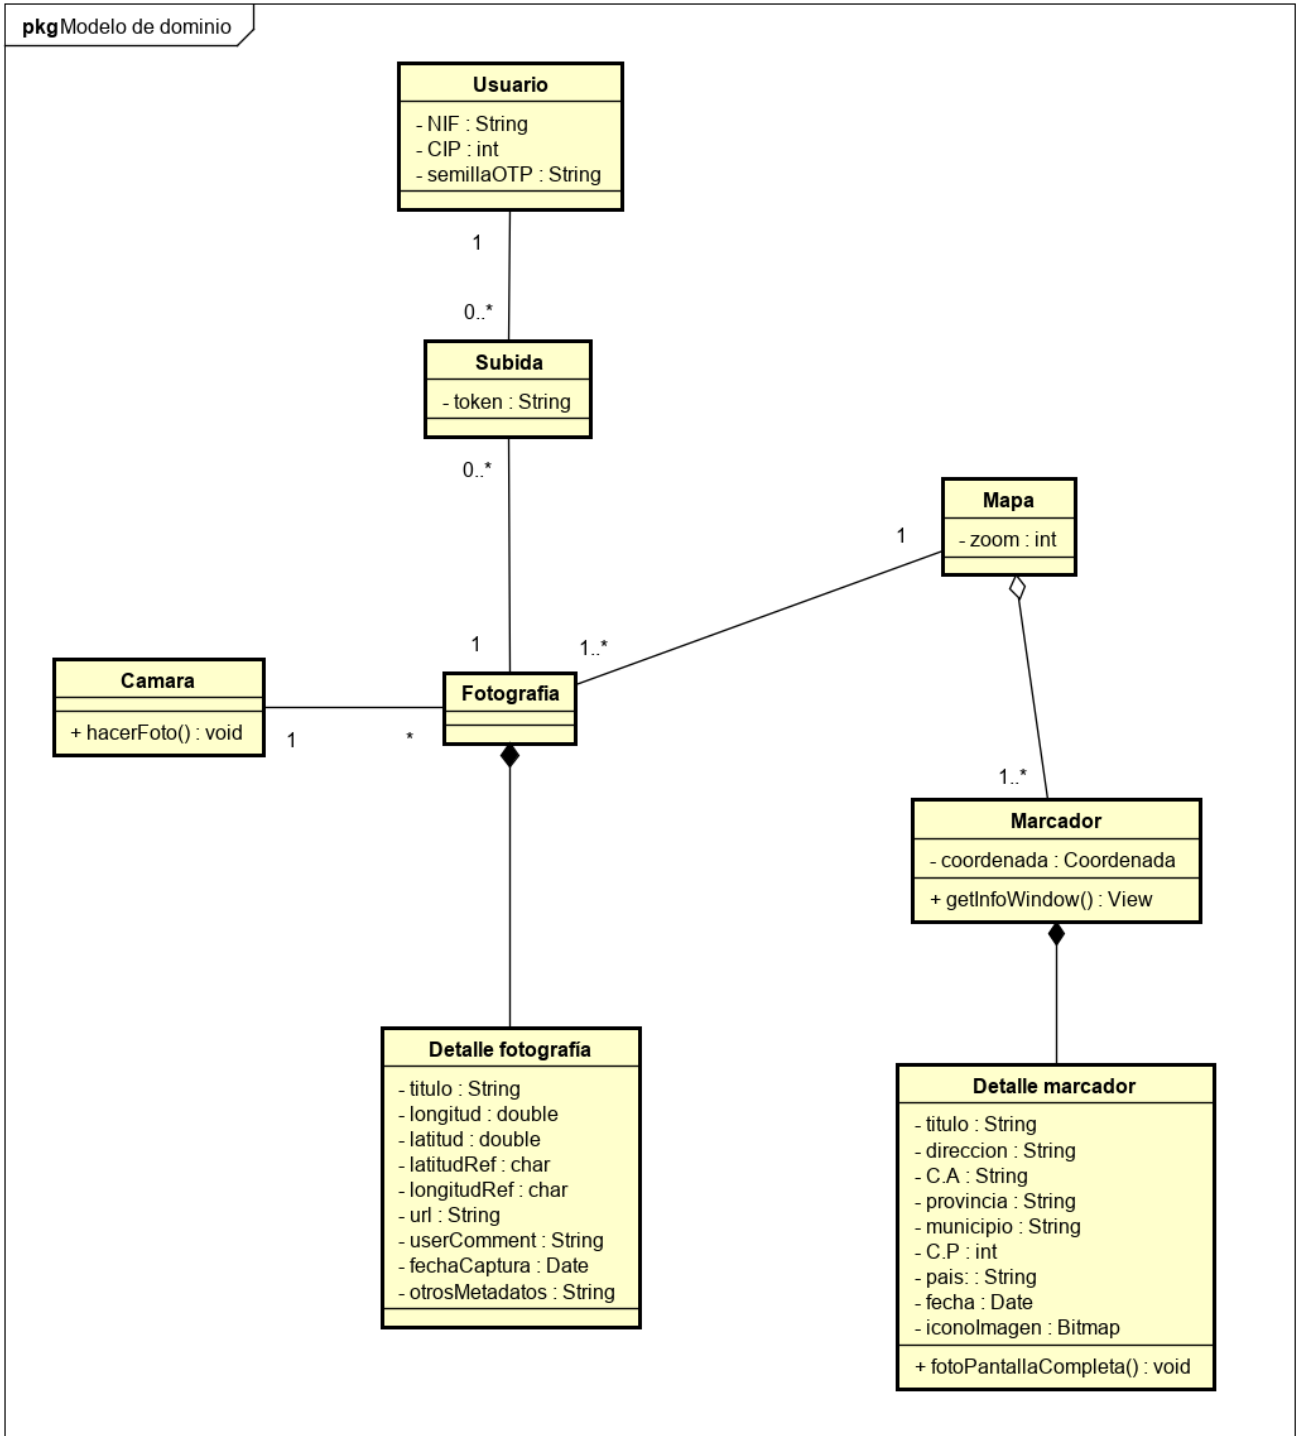 pkg Modelo de dominio
Usuario
- NIF : String
- CIP : int
- semillaOTP : String
1
0..*
Subida
- token : String
0..*
1
Mapa
- zoom : int
1
1..*
Camara
+ hacerFoto() : void
1
*
Fotografia
1..*
Marcador
- coordenada : Coordenada
+ getInfoWindow() : View
Detalle fotografía
- titulo : String
- longitud : double
- latitud : double
- latitudRef : char
- longitudRef : char
- url : String
- userComment : String
- fechaCaptura : Date
- otrosMetadatos : String
Detalle marcador
- titulo : String
- direccion : String
- C.A : String
- provincia : String
- municipio : String
- C.P : int
- pais: : String
- fecha : Date
- iconoImagen : Bitmap
+ fotoPantallaCompleta() : void